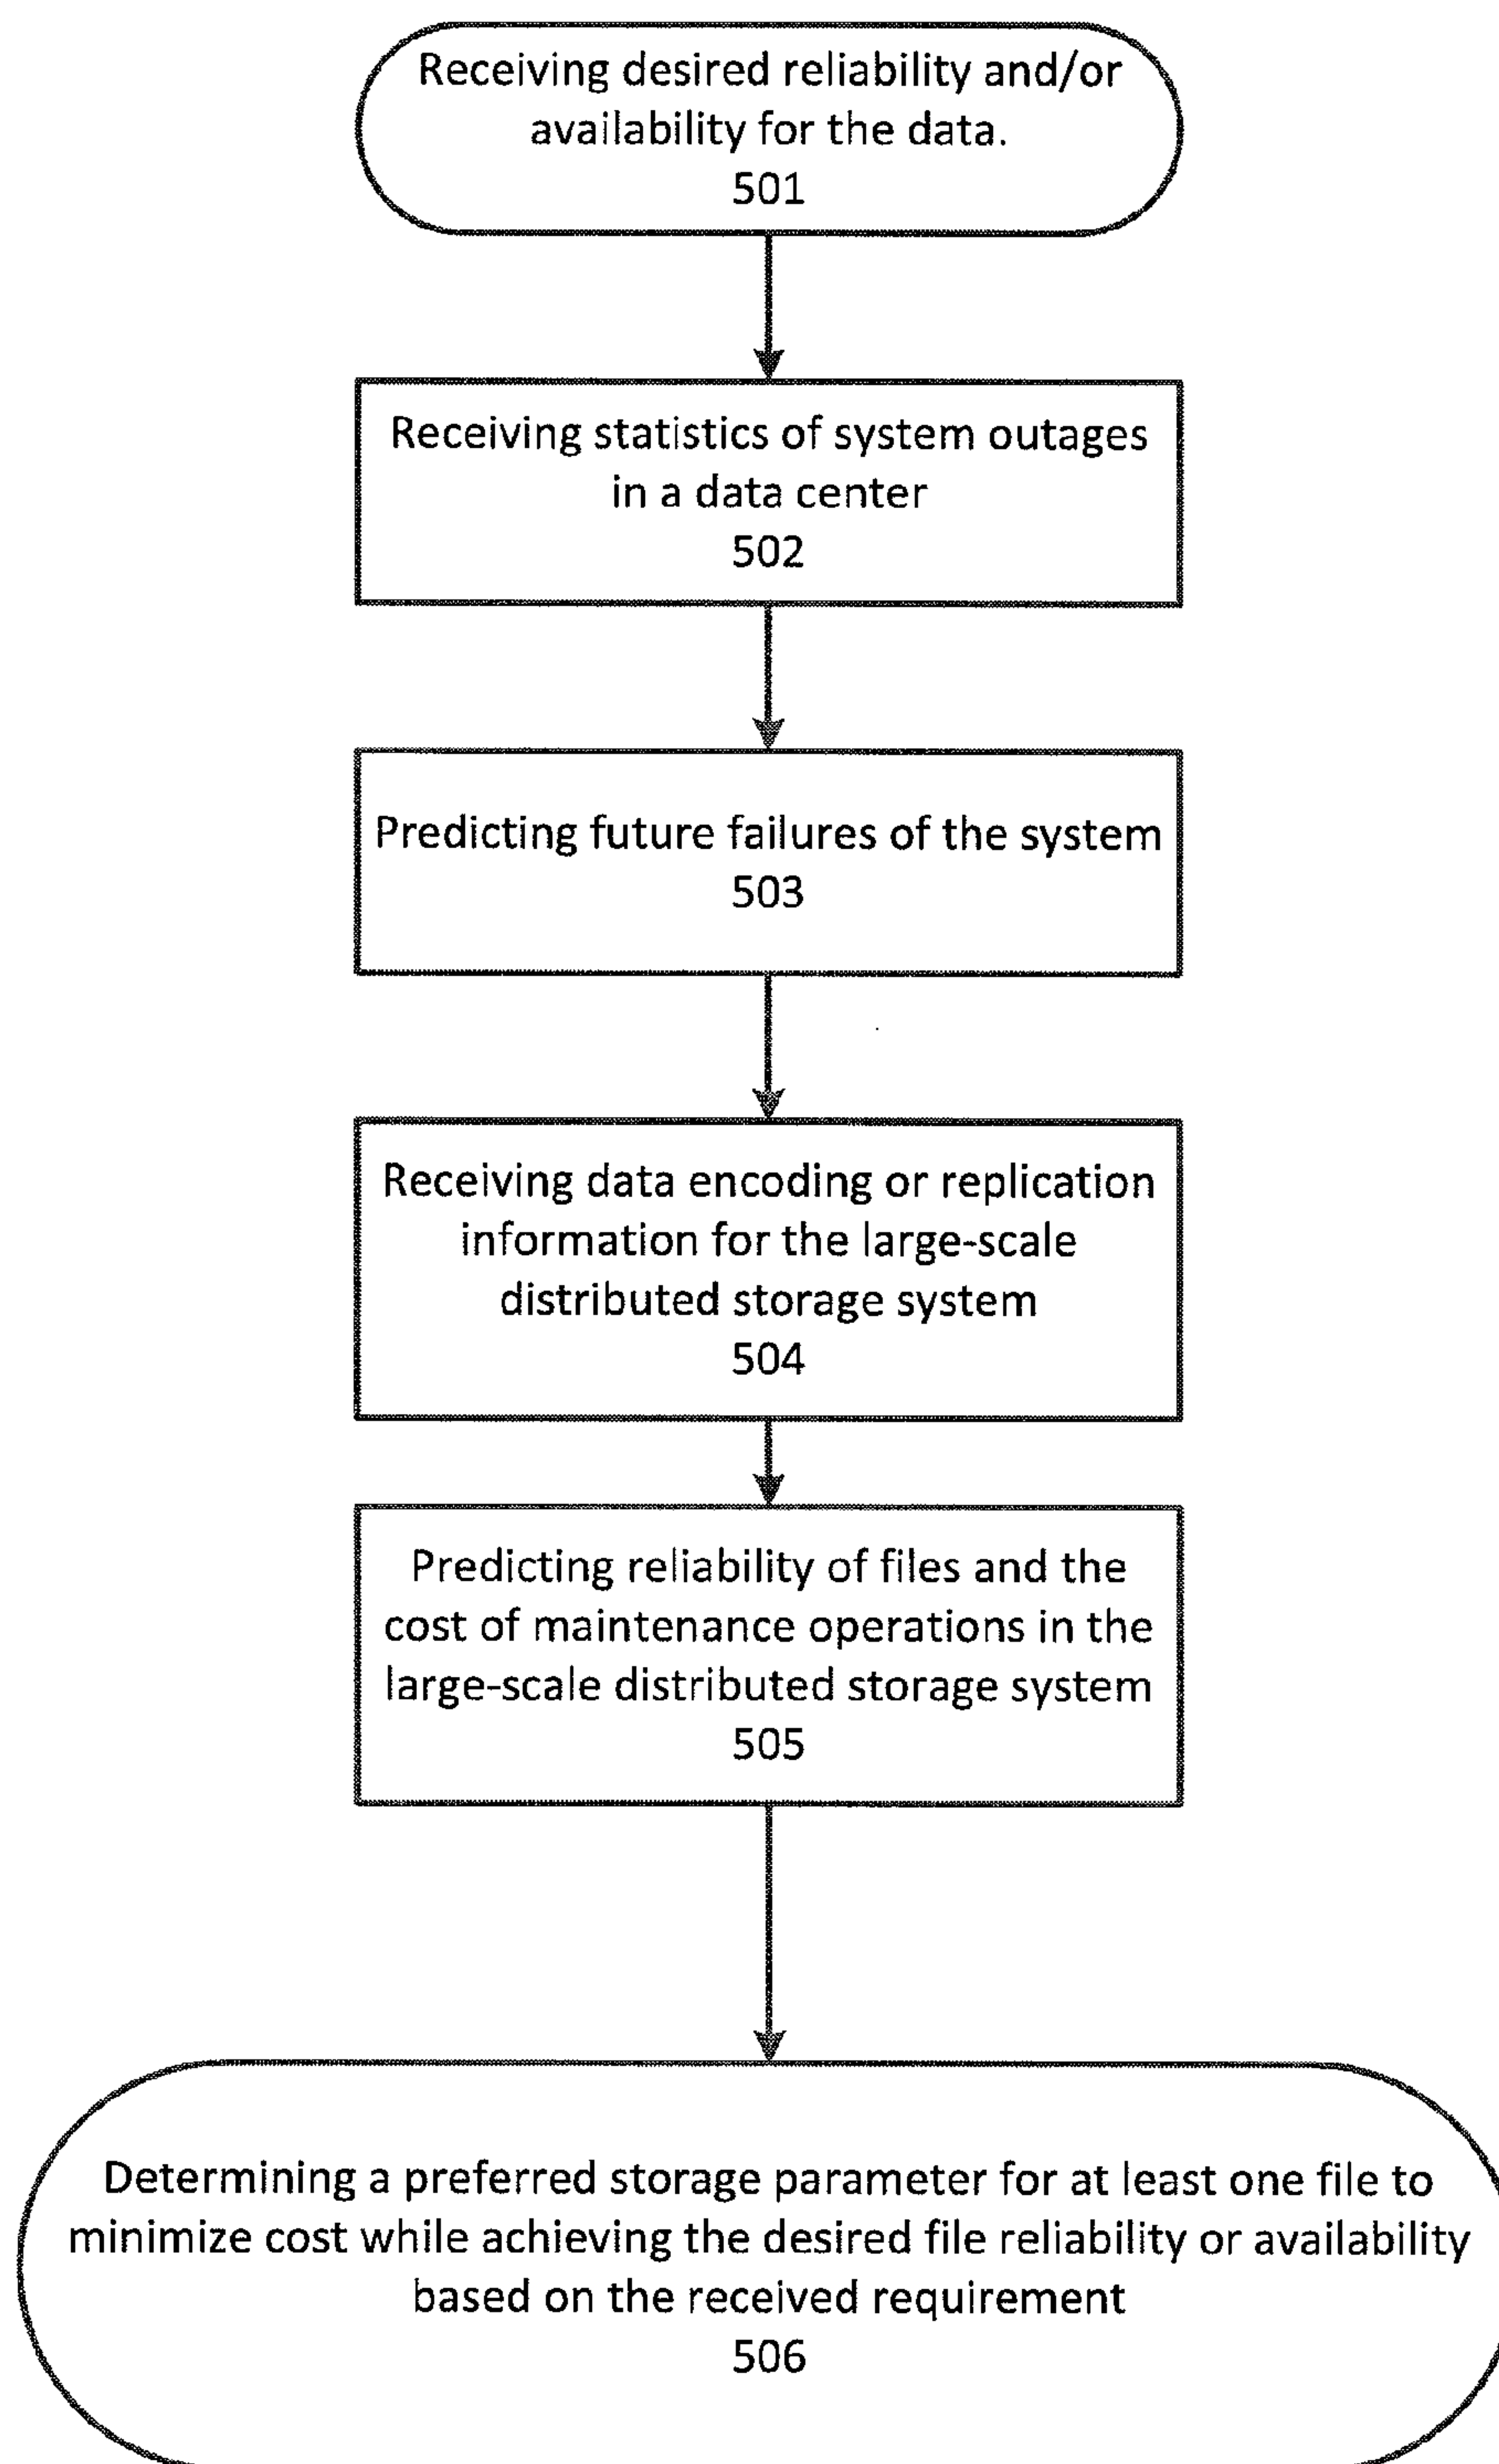 Receiving desired reliability and/or
availability for the data.
501
Receiving statistics of system outages
in a data center
502
Predicting future failures of the system
503
Receiving data encoding or replication
information for the large-scale
distributed storage system
504
Predicting reliability of files and the
cost of maintenance operations in the
large-scale distributed storage system
505
Determining a preferred storage parameter for at least one file to
minimize cost while achieving the desired file reliability or availability
based on the received requirement
506